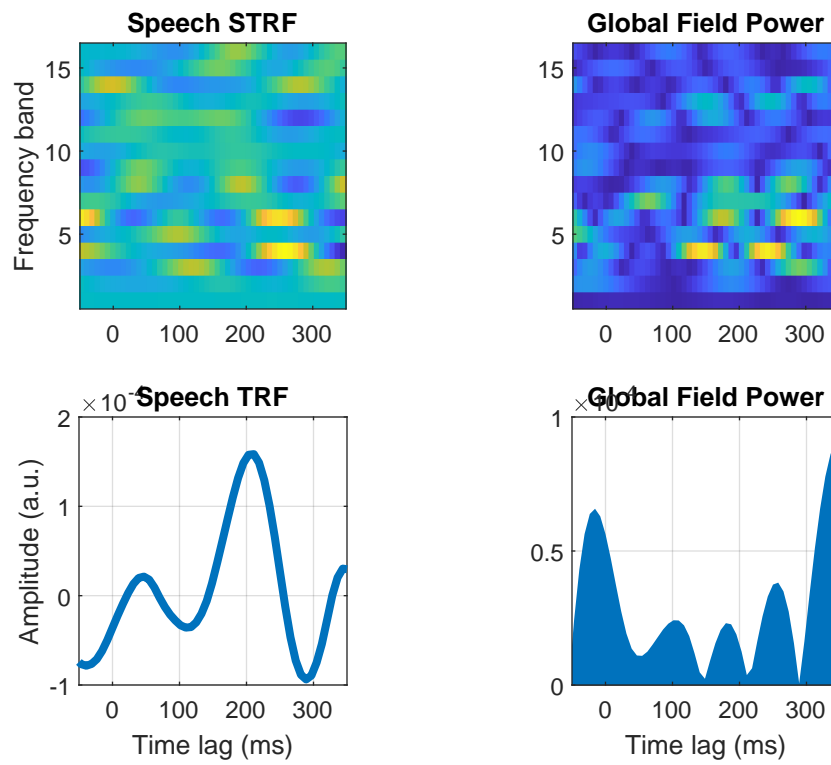 Speech STRF
Frequency band
15
10
5
0 100 200 300
Global Field Power
15
10
5
0 100 200 300
Speech TRF
×10^-4
Amplitude (a.u.)
2
1
0
-1
0 100 200 300
Time lag (ms)
Global Field Power
1
0.5
0
0 100 200 300
Time lag (ms)